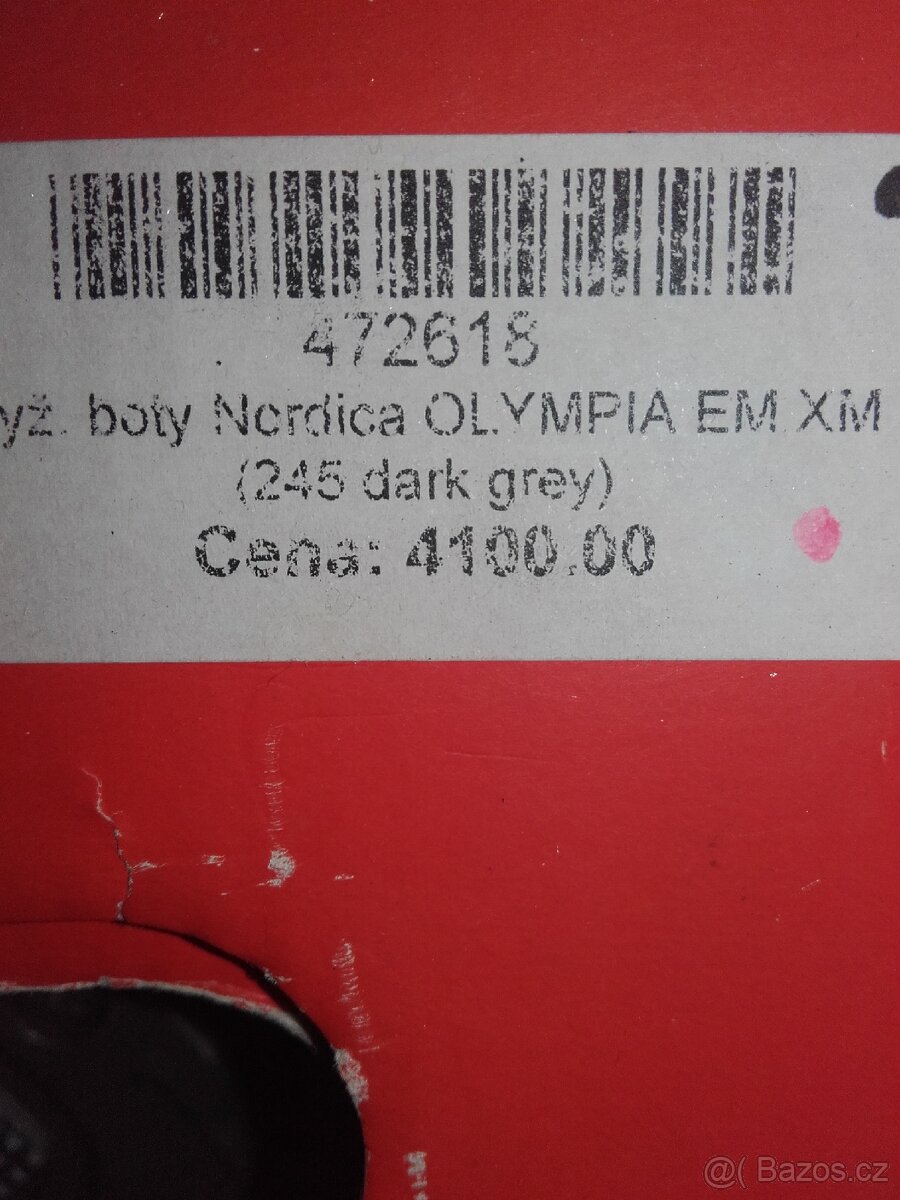 472618
yž. boty Nordica OLYMPIA EM XM
(245 dark grey)
Cena: 4100.00
@( Bazos.cz